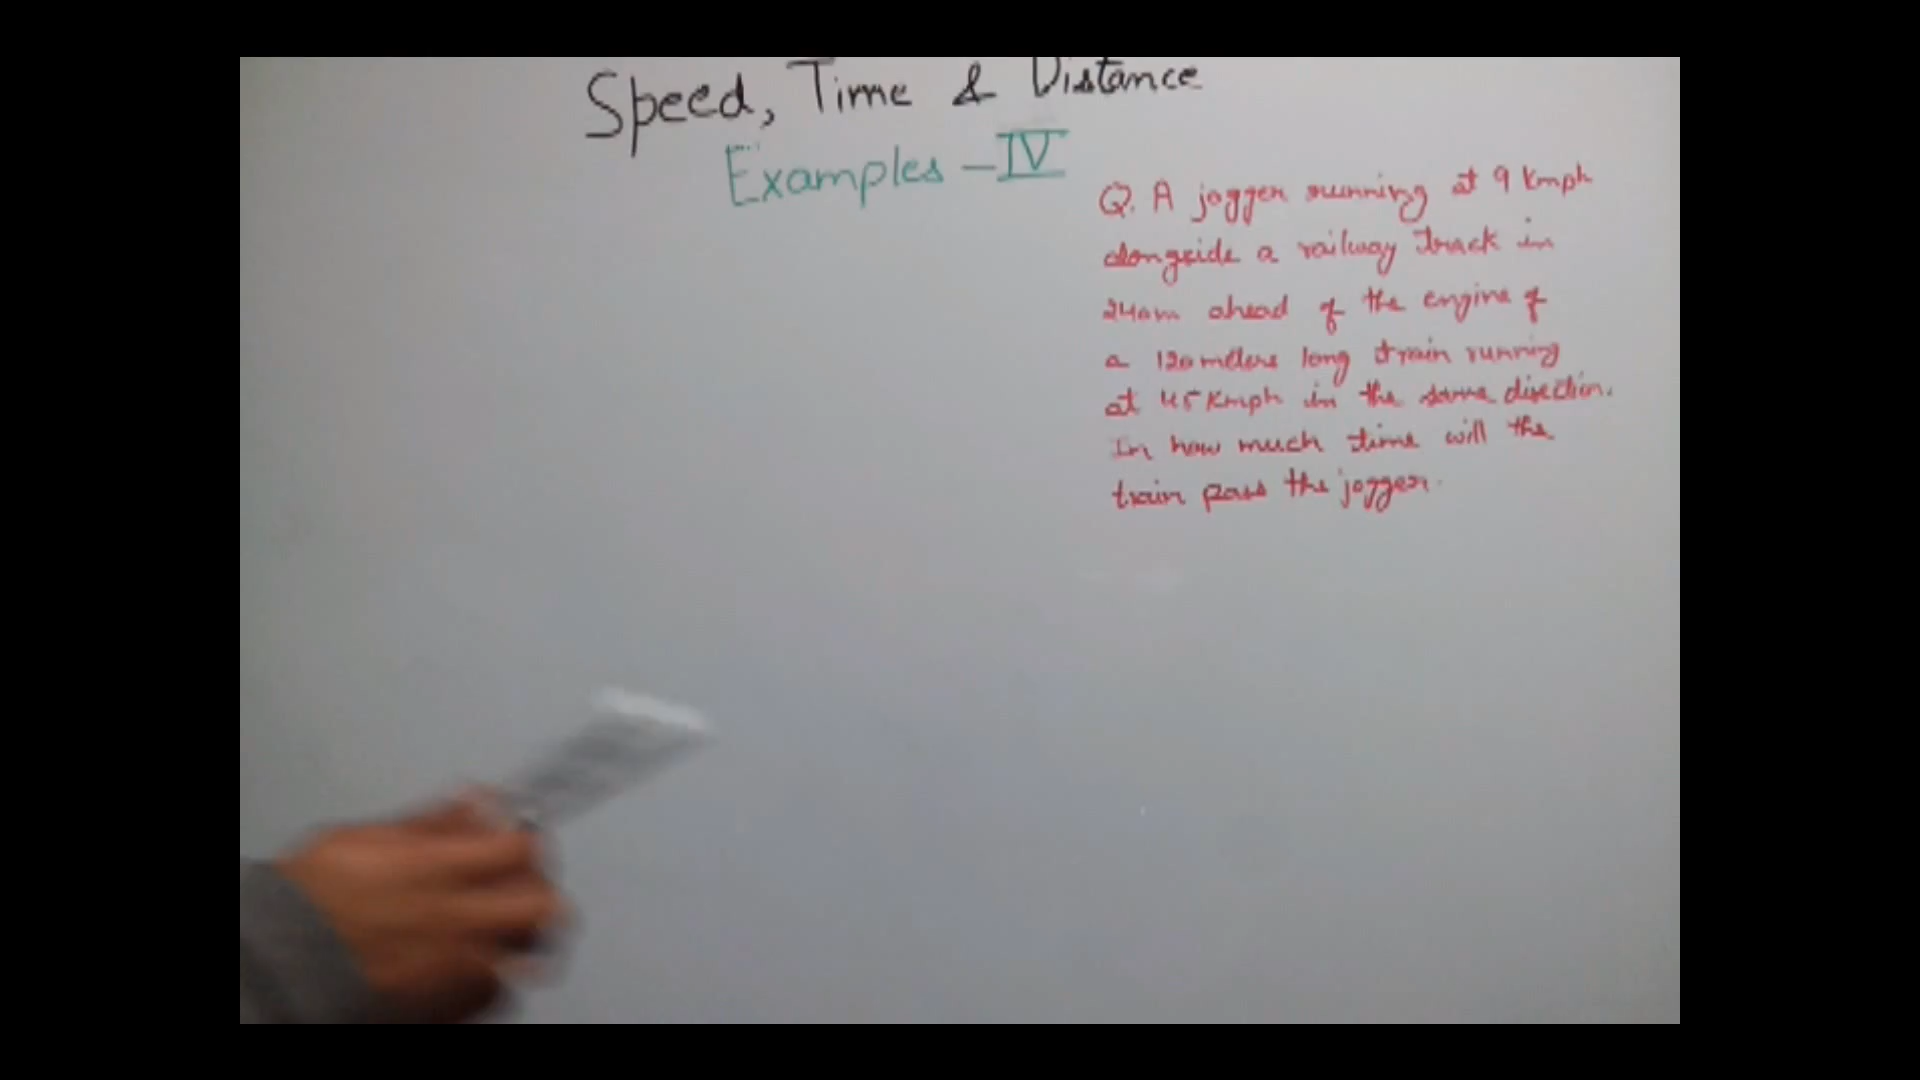 Speed, Time & Distance
Examples - IV
Q. A jogger running at 9 Kmph
alongside a railway track in
240m ahead of the engine of
a 120 meters long train running
at 45 Kmph in the same direction.
In how much time will the
train pass the jogger.